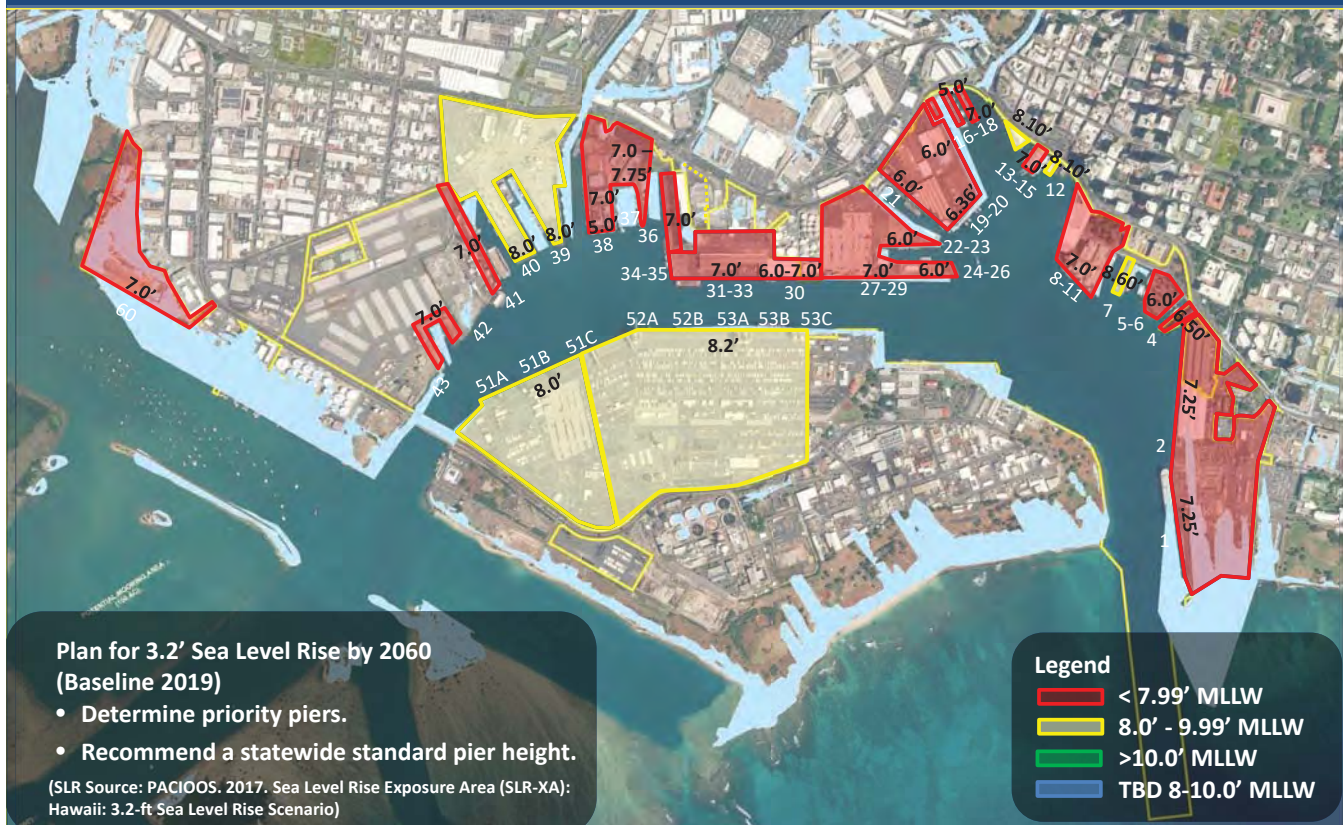 5.0'
7.0'
16-18
8.10'
6.0'
7.0'
13-15
8.10'
12
7.0 –
7.75'
6.0'
6.36'
19-20
21
7.0'
5.0'
38
37
36
7.0'
8.0'
40
8.0'
39
7.0'
41
6.0'
22-23
34-35
7.0'
31-33
6.0-7.0'
30
7.0'
27-29
6.0'
24-26
7.0'
8-11
8.60'
7
6.0'
5-6
6.50'
4
7.0'
60
7.0'
42
43
52A
52B
53A
53B
53C
51A
51B
51C
8.0'
8.2'
7.25'
2
7.25'
1
POTENTIAL MOORING AREA
Plan for 3.2' Sea Level Rise by 2060
(Baseline 2019)
• Determine priority piers.
• Recommend a statewide standard pier height.
(SLR Source: PACIOOS. 2017. Sea Level Rise Exposure Area (SLR-XA):
Hawaii: 3.2-ft Sea Level Rise Scenario)
Legend
< 7.99' MLLW
8.0' - 9.99' MLLW
>10.0' MLLW
TBD 8-10.0' MLLW